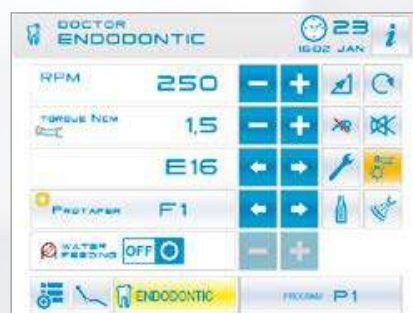 DOCTOR
ENDODONTIC
23
16:02 JAN
i
RPM 250 - +
TORQUE NCM 1,5 - +
E16
PROTAPER F1
WATER FEEDING OFF - +
ENDODONTIC PROGRAM P1